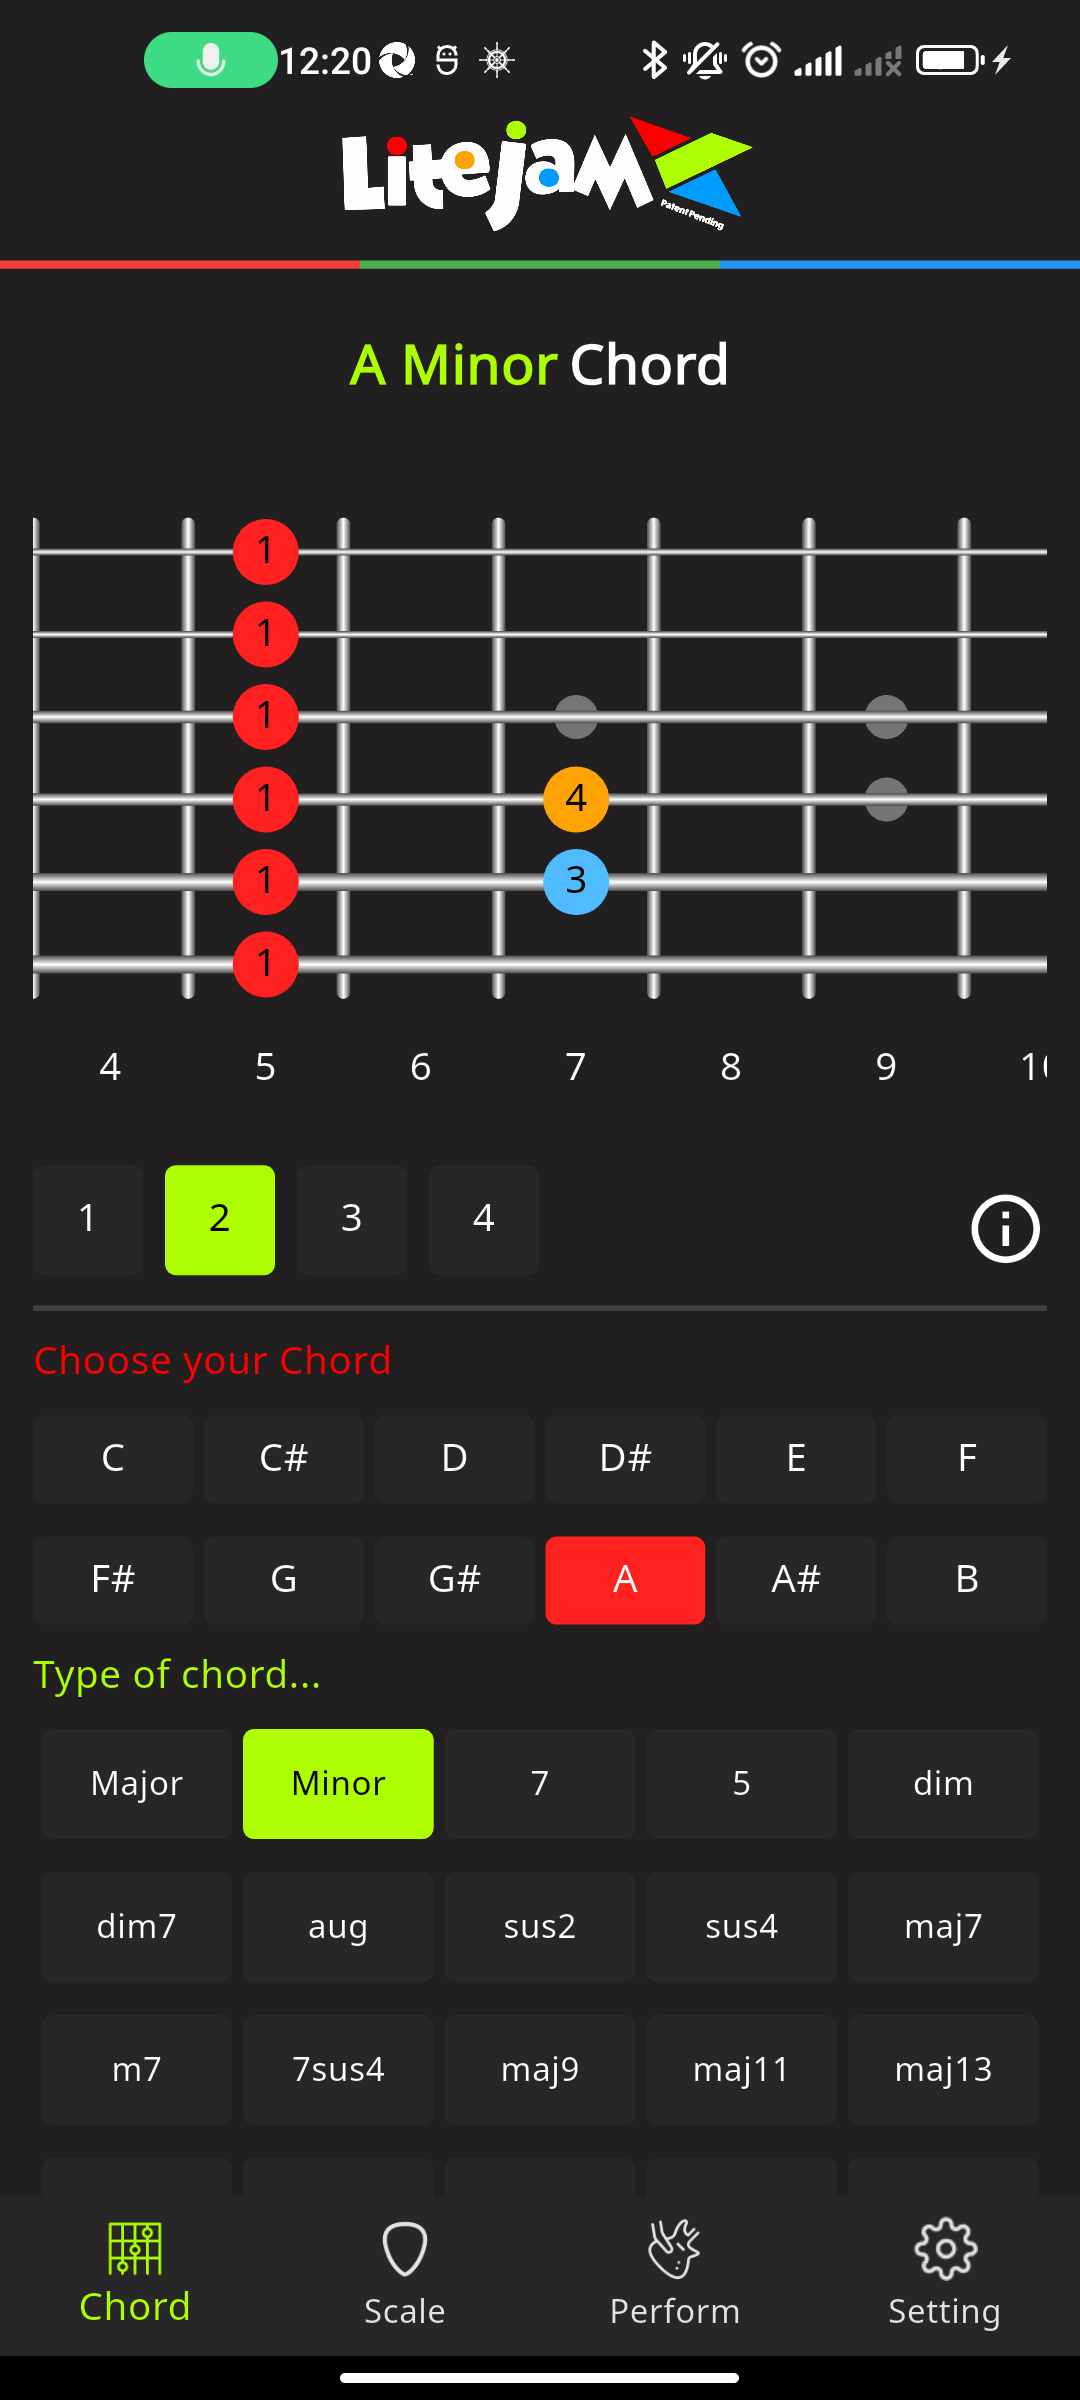 12:20
LitejaM
Patent Pending
A Minor Chord
1
1
1
1 4
1 3
1
4 5 6 7 8 9
1 2 3 4
Choose your Chord
C C# D D# E F
F# G G# A A# B
Type of chord...
Major Minor 7 5 dim
dim7 aug sus2 sus4 maj7
m7 7sus4 maj9 maj11 maj13
Chord Scale Perform Setting